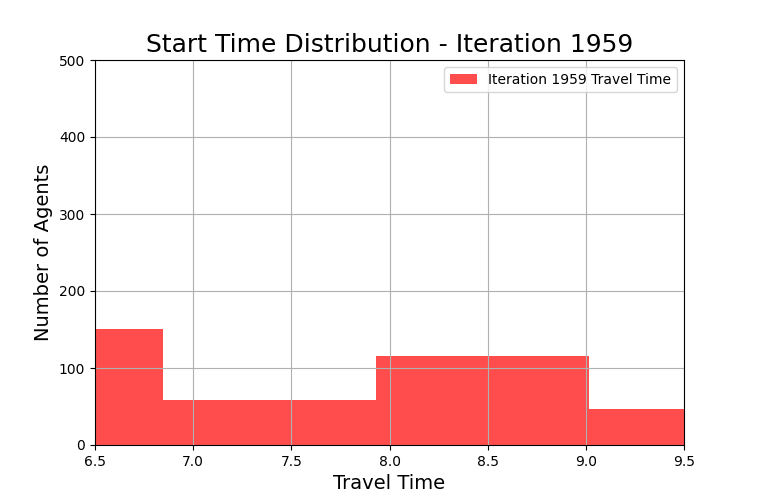 Start Time Distribution - Iteration 1959
500
400
300
200
100
0
Number of Agents
Iteration 1959 Travel Time
6.5 7.0 7.5 8.0 8.5 9.0 9.5
Travel Time